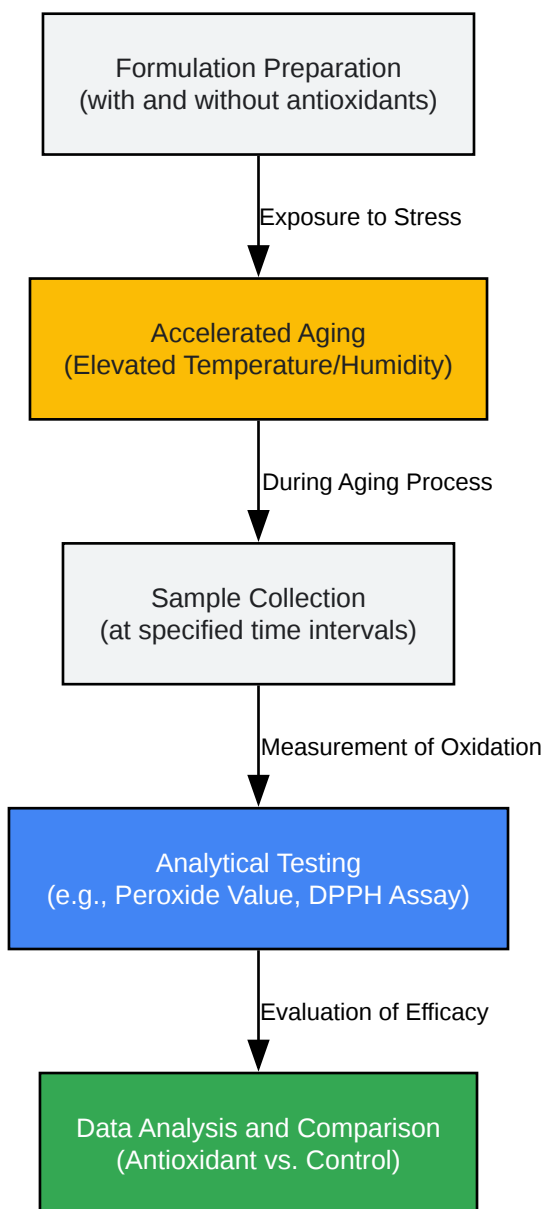 Formulation Preparation
(with and without antioxidants)
Exposure to Stress
Accelerated Aging
(Elevated Temperature/Humidity)
During Aging Process
Sample Collection
(at specified time intervals)
Measurement of Oxidation
Analytical Testing
(e.g., Peroxide Value, DPPH Assay)
Evaluation of Efficacy
Data Analysis and Comparison
(Antioxidant vs. Control)